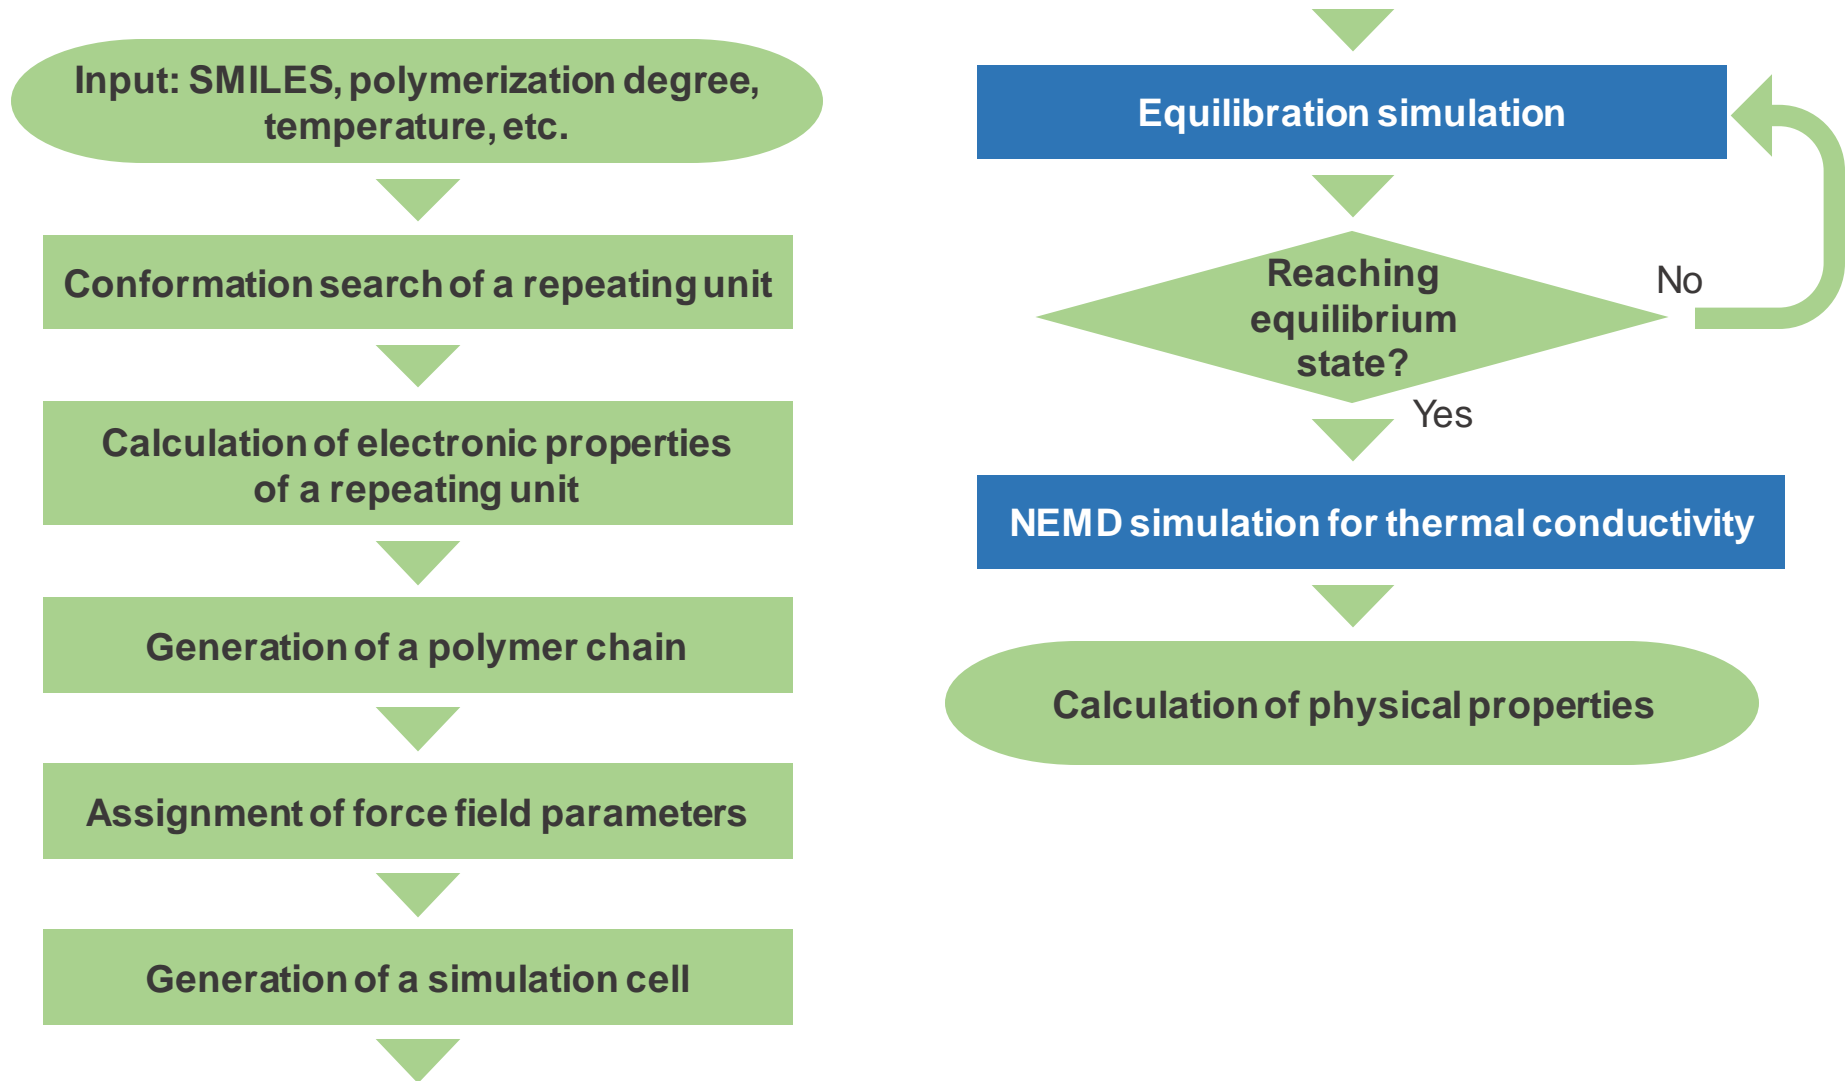 Input: SMILES, polymerization degree,
temperature, etc.
Conformation search of a repeating unit
Calculation of electronic properties
of a repeating unit
Generation of a polymer chain
Assignment of force field parameters
Generation of a simulation cell
Equilibration simulation
Reaching
equilibrium
state?
No
Yes
NEMD simulation for thermal conductivity
Calculation of physical properties